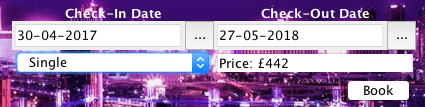 Check-In Date Check-Out Date
30-04-2017 ... 27-05-2018 ...
Single Price: £442
Book